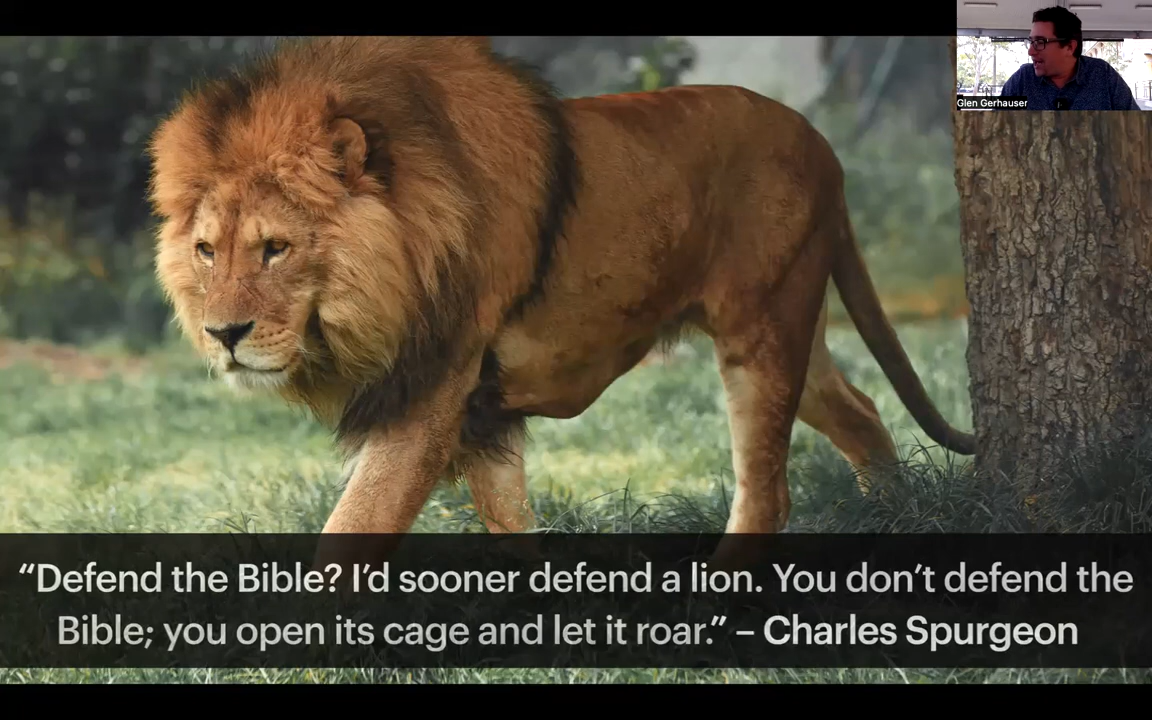 Glen Gerhauser
“Defend the Bible? I’d sooner defend a lion. You don’t defend the
Bible; you open its cage and let it roar.” – Charles Spurgeon